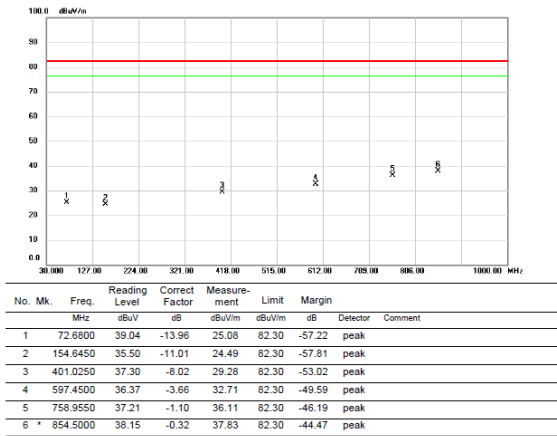 100.0 dBuV/m
90
80
70
60
50
40
30
20
10
0.0
1
2
3
4
5
6
30.000 127.00 224.00 321.00 418.00 515.00 612.00 709.00 806.00 1000.00 MHz
No. Mk. Freq. Reading Level Correct Factor Measure-ment Limit Margin
MHz dBuV dB dBuV/m dBuV/m dB Detector Comment
1 72.6800 39.04 -13.96 25.08 82.30 -57.22 peak
2 154.6450 35.50 -11.01 24.49 82.30 -57.81 peak
3 401.0250 37.30 -8.02 29.28 82.30 -53.02 peak
4 597.4500 36.37 -3.66 32.71 82.30 -49.59 peak
5 758.9550 37.21 -1.10 36.11 82.30 -46.19 peak
6 * 854.5000 38.15 -0.32 37.83 82.30 -44.47 peak